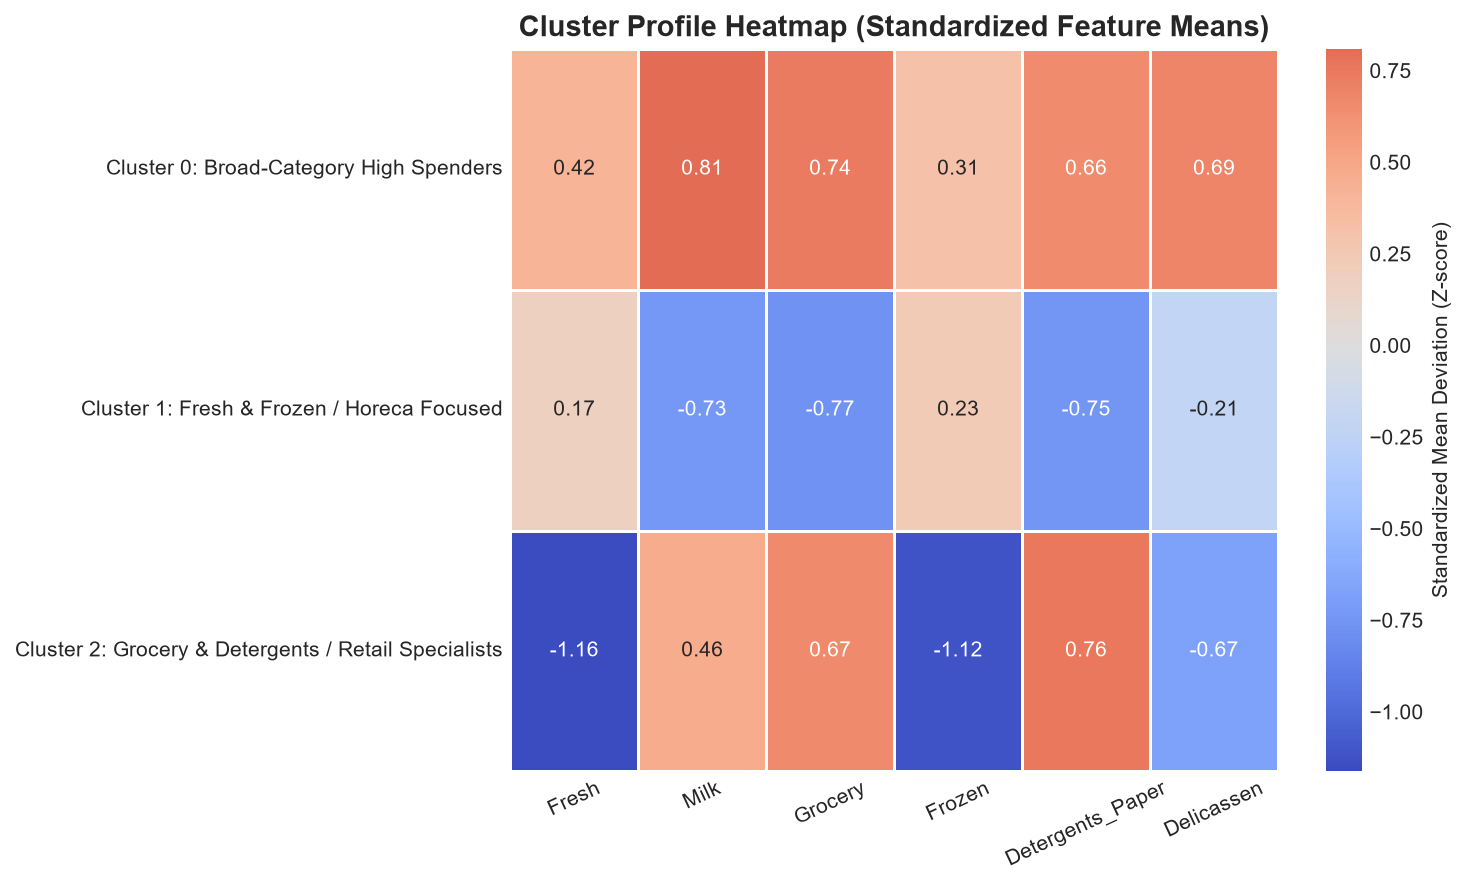 Cluster Profile Heatmap (Standardized Feature Means)
Cluster 0: Broad-Category High Spenders
0.42 0.81 0.74 0.31 0.66 0.69
Cluster 1: Fresh & Frozen / Horeca Focused
0.17 -0.73 -0.77 0.23 -0.75 -0.21
Cluster 2: Grocery & Detergents / Retail Specialists
-1.16 0.46 0.67 -1.12 0.76 -0.67
Fresh
Milk
Grocery
Frozen
Detergents_Paper
Delicassen
0.75
0.50
0.25
0.00
−0.25
−0.50
−0.75
−1.00
Standardized Mean Deviation (Z-score)